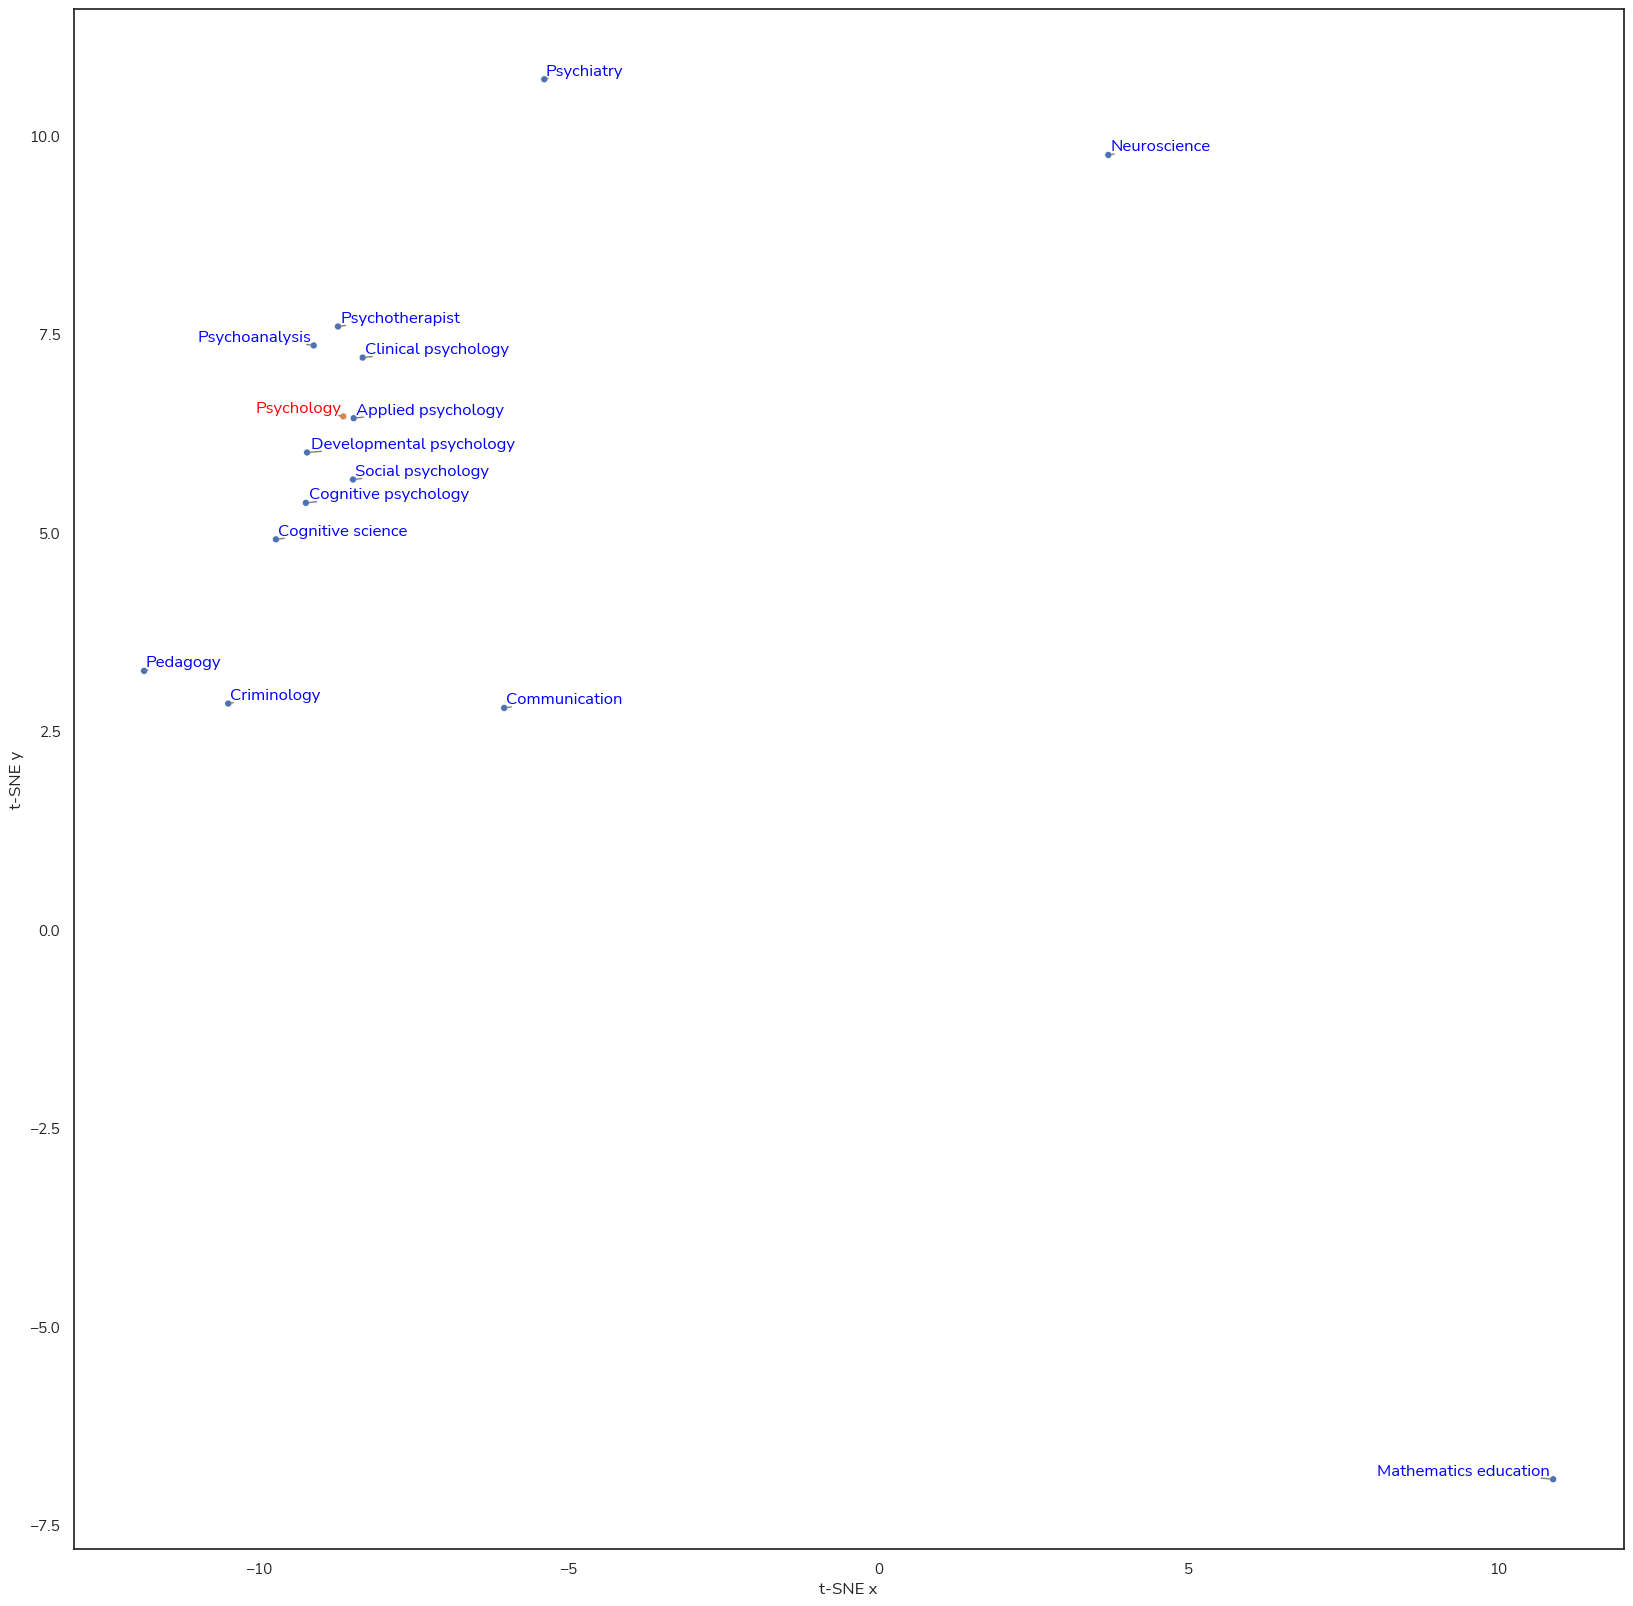 Psychiatry
Neuroscience
Psychotherapist
Psychoanalysis
Clinical psychology
Psychology
Applied psychology
Developmental psychology
Social psychology
Cognitive psychology
Cognitive science
Pedagogy
Criminology
Communication
Mathematics education
10.0
7.5
5.0
2.5
0.0
−2.5
−5.0
−7.5
t-SNE y
−10
−5
0
5
10
t-SNE x